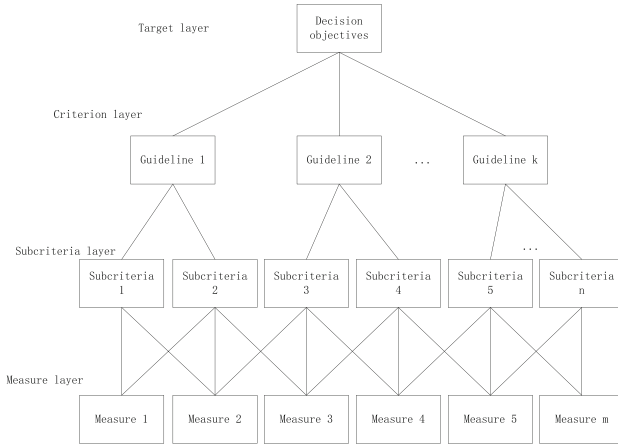 Target layer
Decision
objectives
Criterion layer
Guideline 1
Guideline 2
...
Guideline k
Subcriteria layer
...
Subcriteria
1
Subcriteria
2
Subcriteria
3
Subcriteria
4
Subcriteria
5
Subcriteria
n
Measure layer
Measure 1
Measure 2
Measure 3
Measure 4
Measure 5
Measure m